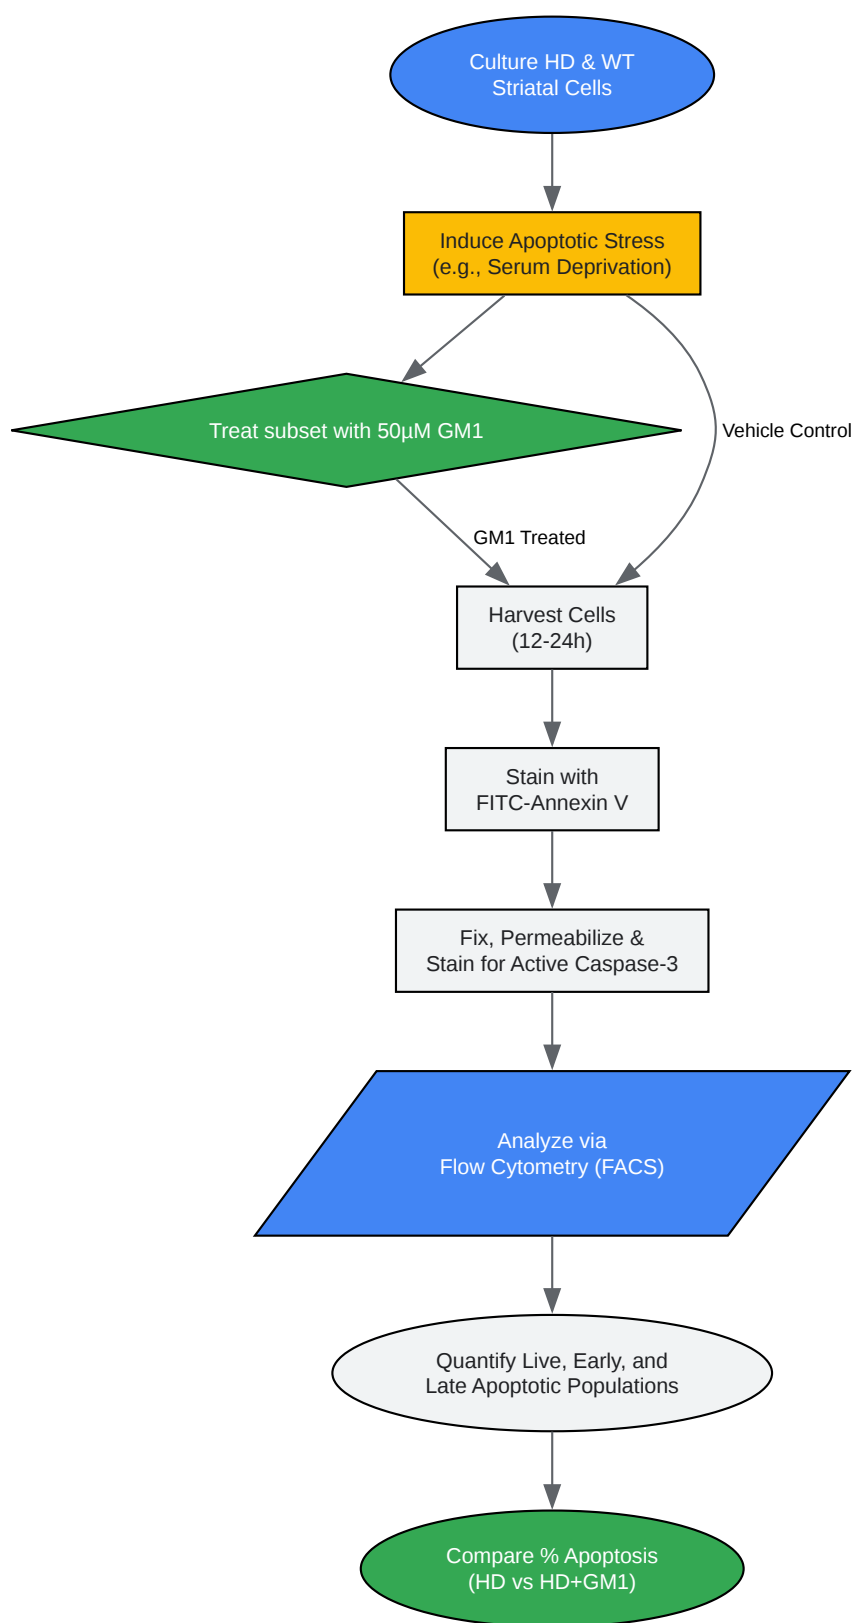 Culture HD & WT
Striatal Cells
Induce Apoptotic Stress
(e.g., Serum Deprivation)
Treat subset with 50µM GM1
Vehicle Control
GM1 Treated
Harvest Cells
(12-24h)
Stain with
FITC-Annexin V
Fix, Permeabilize &
Stain for Active Caspase-3
Analyze via
Flow Cytometry (FACS)
Quantify Live, Early, and
Late Apoptotic Populations
Compare % Apoptosis
(HD vs HD+GM1)